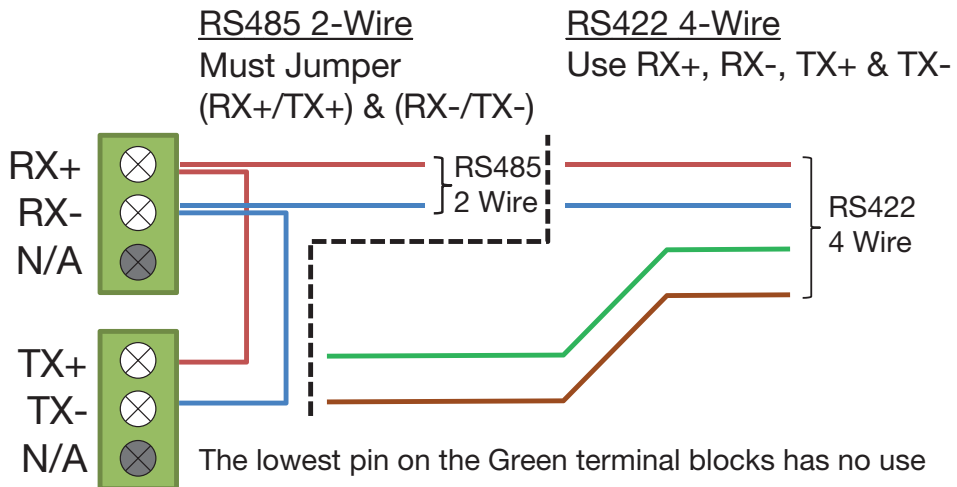 RS485 2-Wire
Must Jumper
(RX+/TX+) & (RX-/TX-)
RS422 4-Wire
Use RX+, RX-, TX+ & TX-
RX+
RX-
N/A
RS485
2 Wire
RS422
4 Wire
TX+
TX-
N/A
The lowest pin on the Green terminal blocks has no use